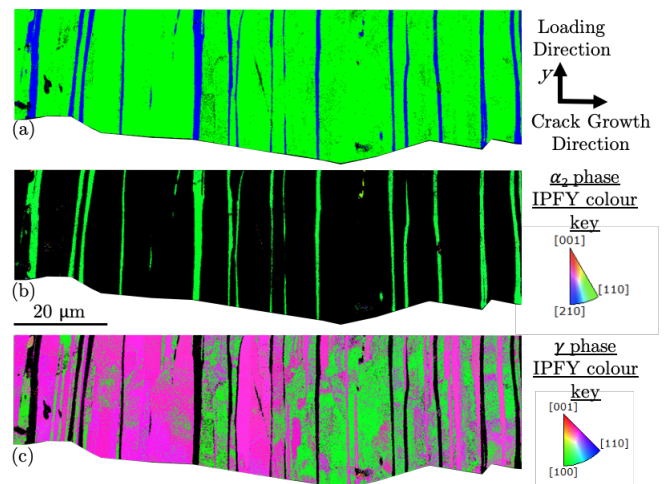 Loading
Direction
y
Crack Growth
Direction
(a)
α₂ phase
IPFY colour
key
[001]
[110]
[210]
(b)
20 μm
γ phase
IPFY colour
key
[001]
[110]
[100]
(c)